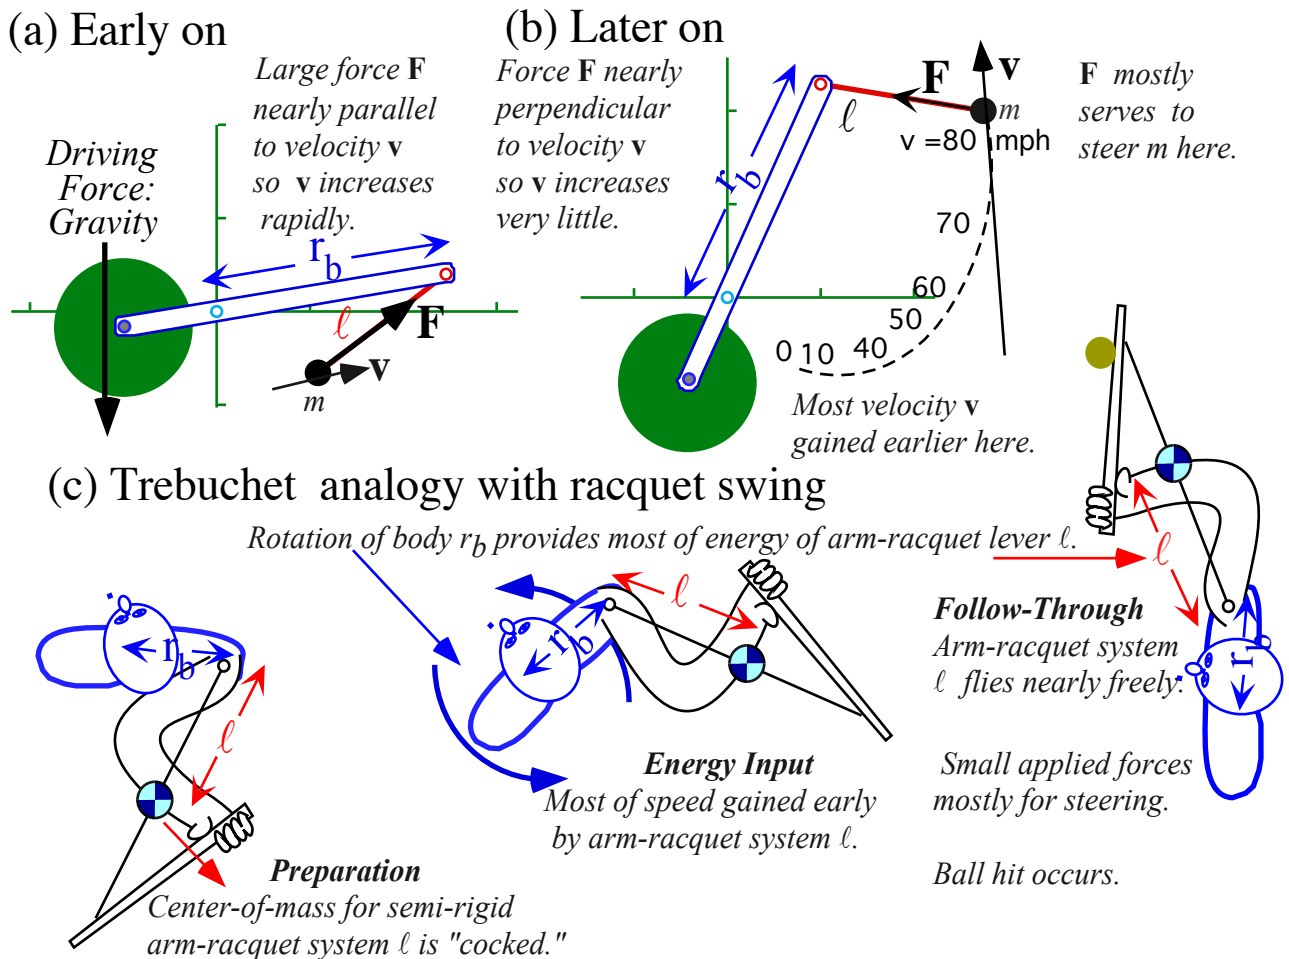 (a) Early on
Large force F
nearly parallel
to velocity v
so v increases
rapidly.
Driving
Force:
Gravity
r_b
ℓ
F
v
m
(b) Later on
Force F nearly
perpendicular
to velocity v
so v increases
very little.
r_b
ℓ
F
v
m
v =80 mph
70
60
50
40
10
0
F mostly
serves to
steer m here.
Most velocity v
gained earlier here.
(c) Trebuchet analogy with racquet swing
Rotation of body r_b provides most of energy of arm-racquet lever ℓ.
r_b
ℓ
Preparation
Center-of-mass for semi-rigid
arm-racquet system ℓ is "cocked."
r_b
ℓ
Energy Input
Most of speed gained early
by arm-racquet system ℓ.
ℓ
r_b
Follow-Through
Arm-racquet system
ℓ flies nearly freely.
Small applied forces
mostly for steering.
Ball hit occurs.